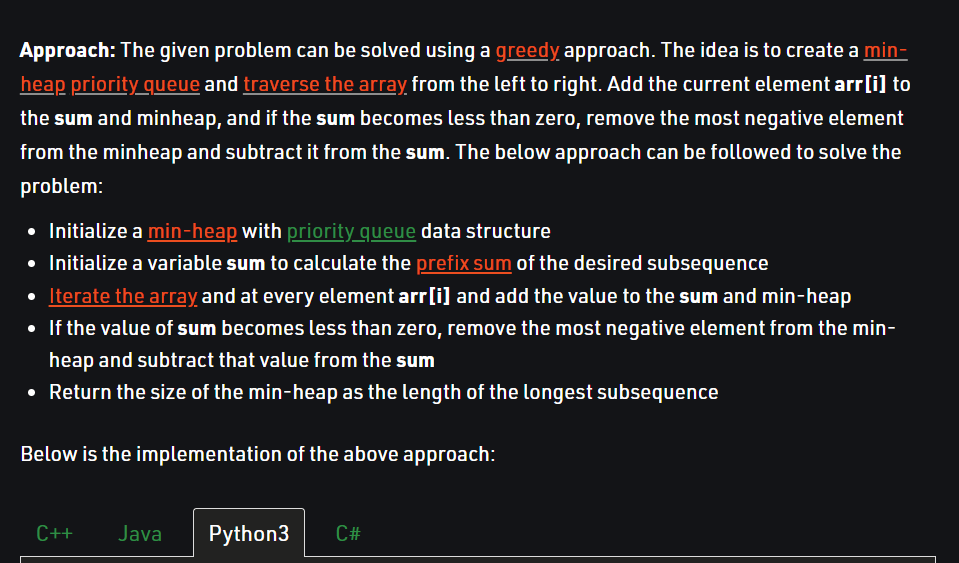 Approach: The given problem can be solved using a greedy approach. The idea is to create a min-
heap priority queue and traverse the array from the left to right. Add the current element arr[i] to
the sum and minheap, and if the sum becomes less than zero, remove the most negative element
from the minheap and subtract it from the sum. The below approach can be followed to solve the
problem:
• Initialize a min-heap with priority queue data structure
• Initialize a variable sum to calculate the prefix sum of the desired subsequence
• Iterate the array and at every element arr[i] and add the value to the sum and min-heap
• If the value of sum becomes less than zero, remove the most negative element from the min-
heap and subtract that value from the sum
• Return the size of the min-heap as the length of the longest subsequence
Below is the implementation of the above approach:
C++ Java Python3 C#